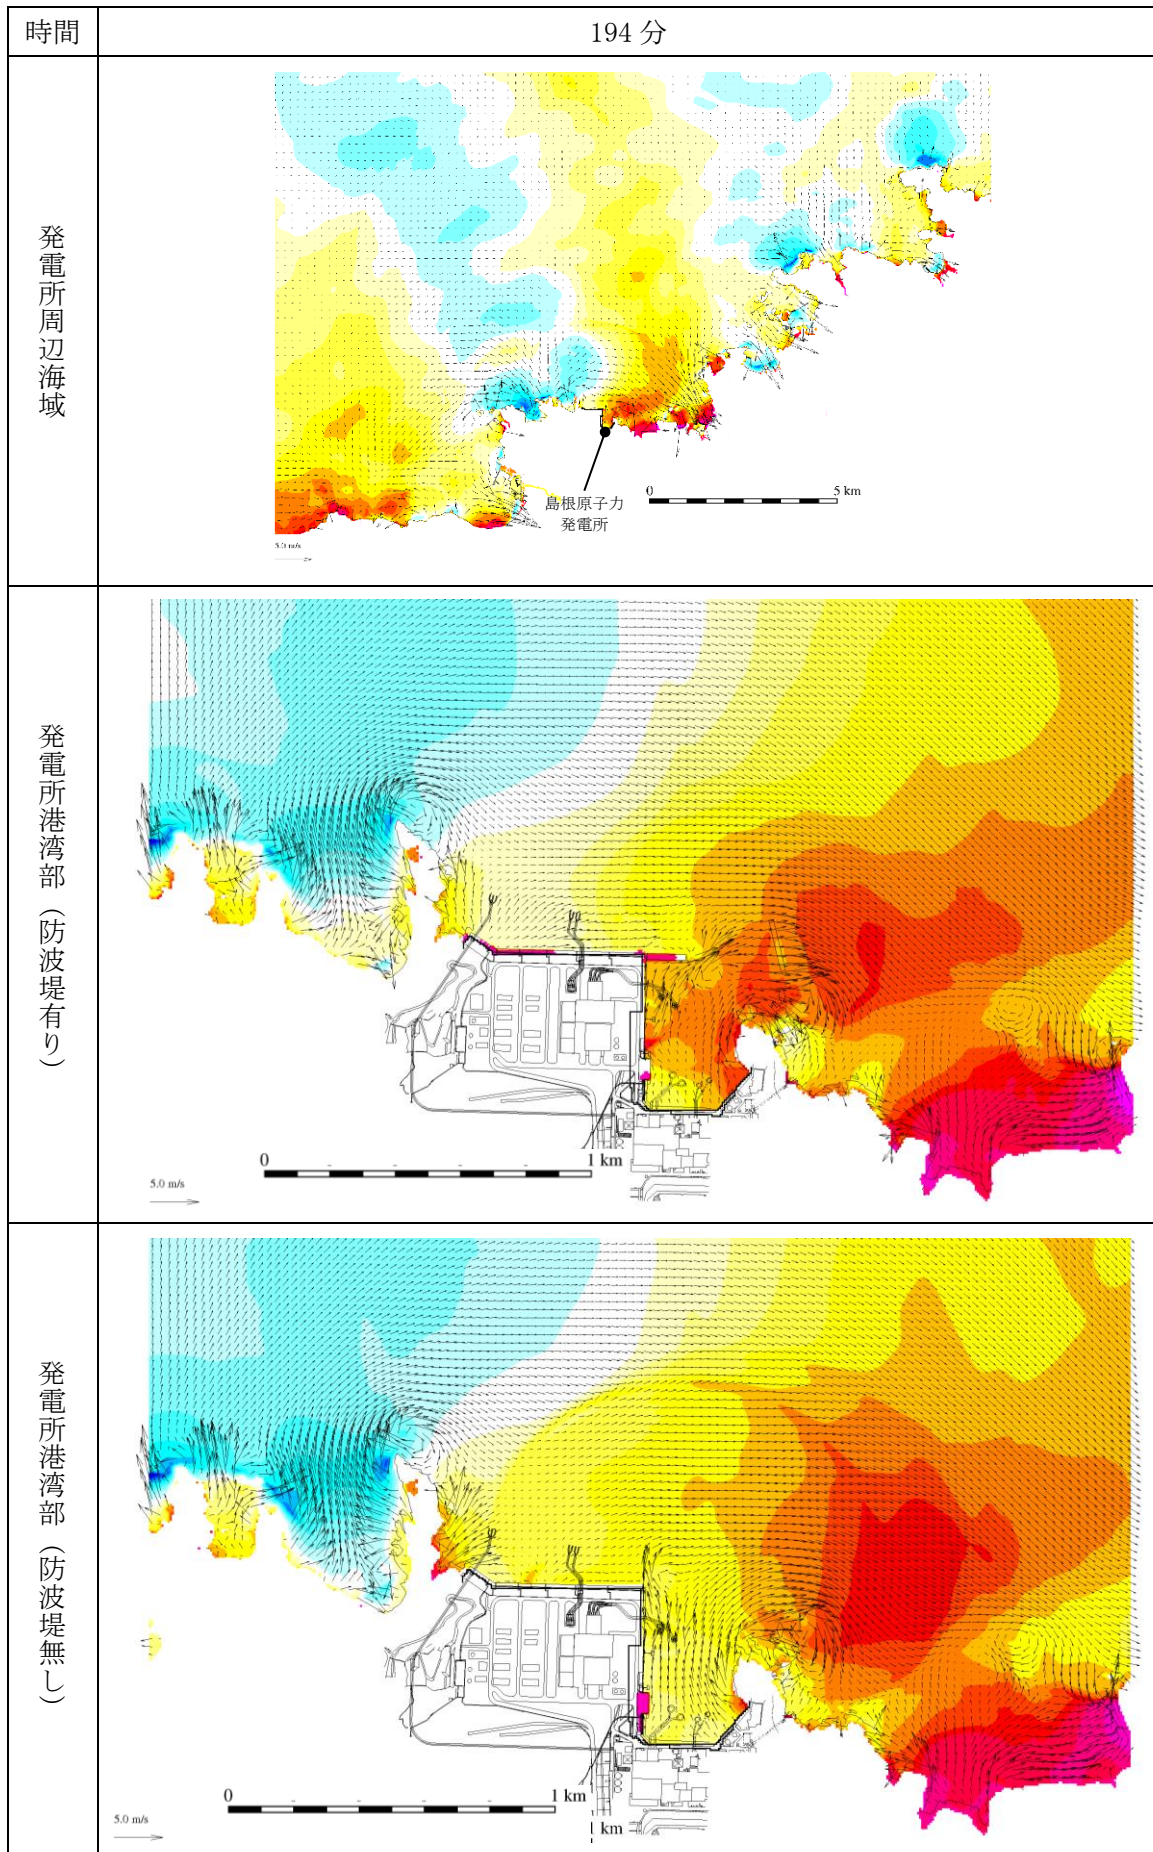 時間
194 分
発電所周辺海域
島根原子力
発電所
0
5 km
5.0 m/s
発電所港湾部（防波堤有り）
0
1 km
5.0 m/s
発電所港湾部（防波堤無し）
0
1 km
1 km
5.0 m/s